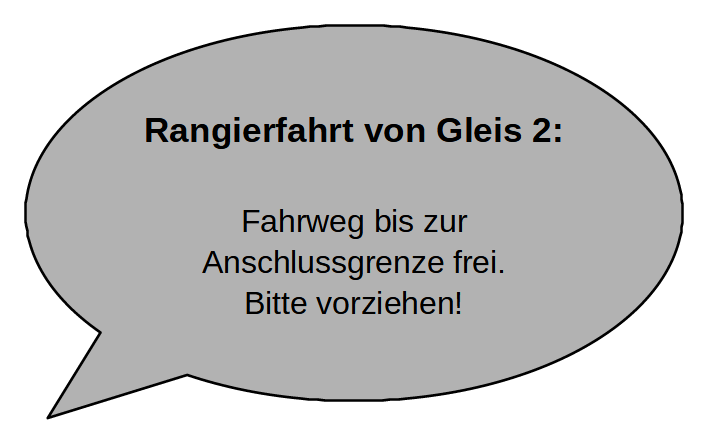 Rangierfahrt von Gleis 2:
Fahrweg bis zur
Anschlussgrenze frei.
Bitte vorziehen!